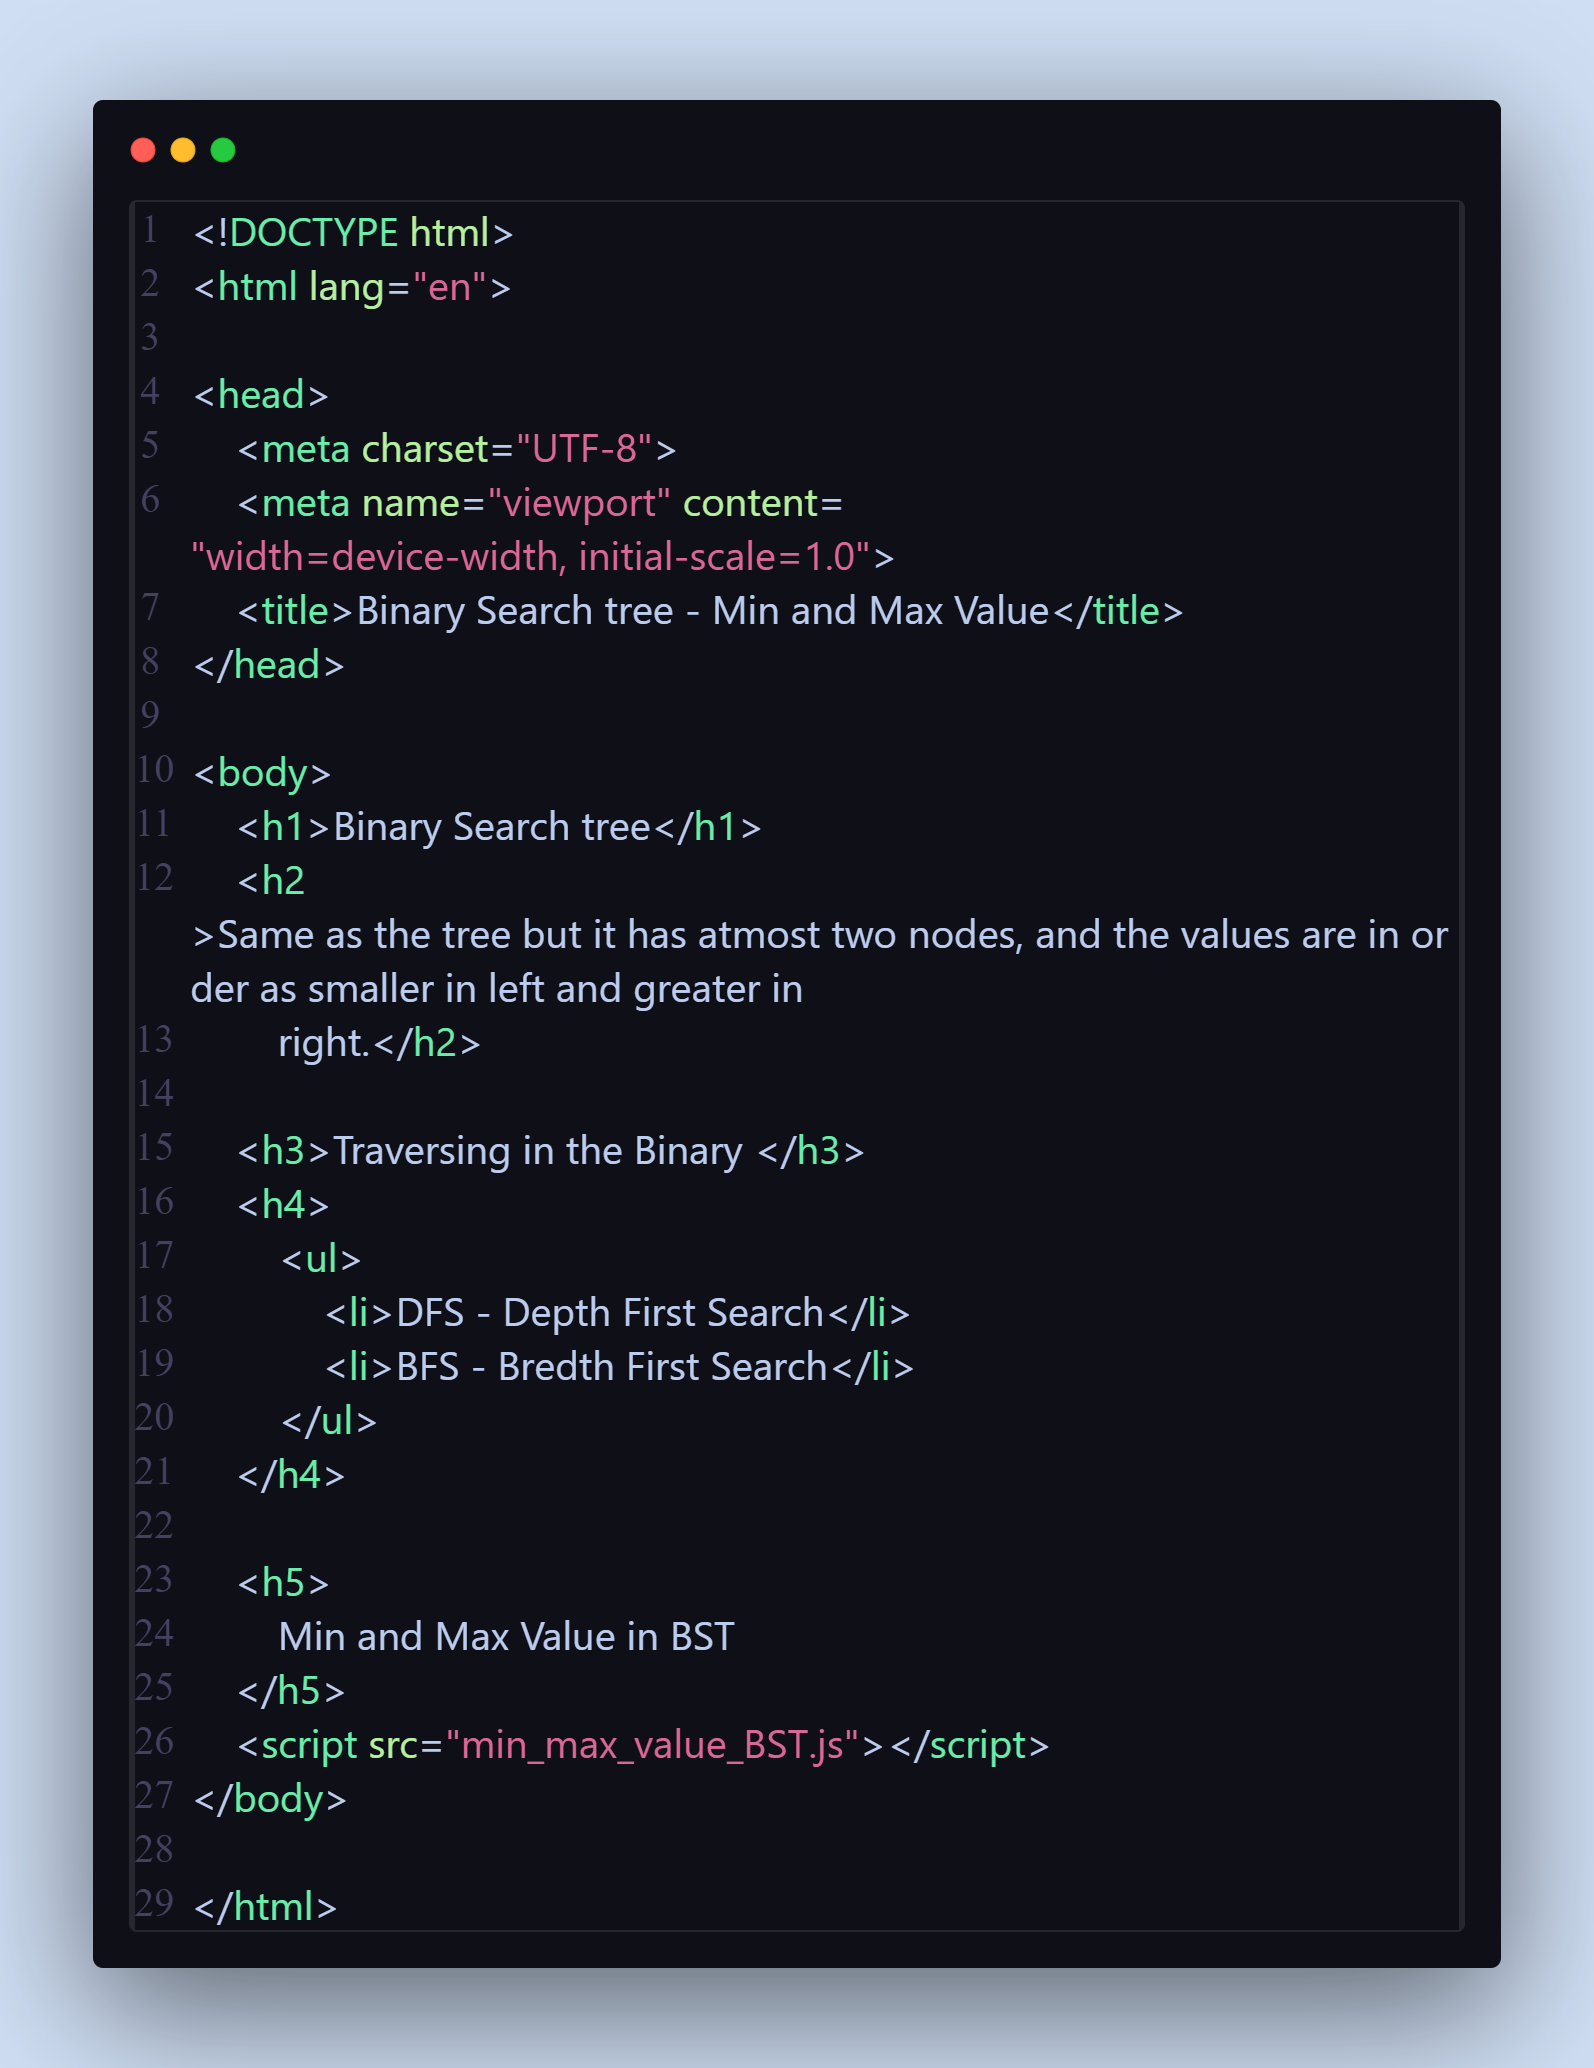 1 <!DOCTYPE html>
2 <html lang="en">
3
4 <head>
5     <meta charset="UTF-8">
6     <meta name="viewport" content=
"width=device-width, initial-scale=1.0">
7     <title>Binary Search tree - Min and Max Value</title>
8 </head>
9
10 <body>
11     <h1>Binary Search tree</h1>
12     <h2
>Same as the tree but it has atmost two nodes, and the values are in or
der as smaller in left and greater in
13         right.</h2>
14
15     <h3>Traversing in the Binary </h3>
16     <h4>
17         <ul>
18             <li>DFS - Depth First Search</li>
19             <li>BFS - Bredth First Search</li>
20         </ul>
21     </h4>
22
23     <h5>
24         Min and Max Value in BST
25     </h5>
26     <script src="min_max_value_BST.js"></script>
27 </body>
28
29 </html>